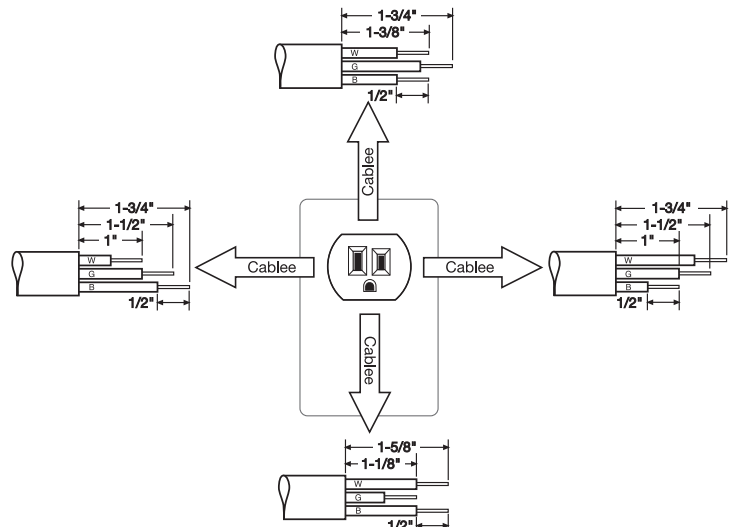 1-3/4"
1-3/8"
W
G
B
1/2"
Cablee
1-3/4"
1-1/2"
1"
W
G
B
1/2"
Cablee
Cablee
1-3/4"
1-1/2"
1"
W
G
B
1/2"
Cablee
1-5/8"
1-1/8"
W
G
B
1/2"